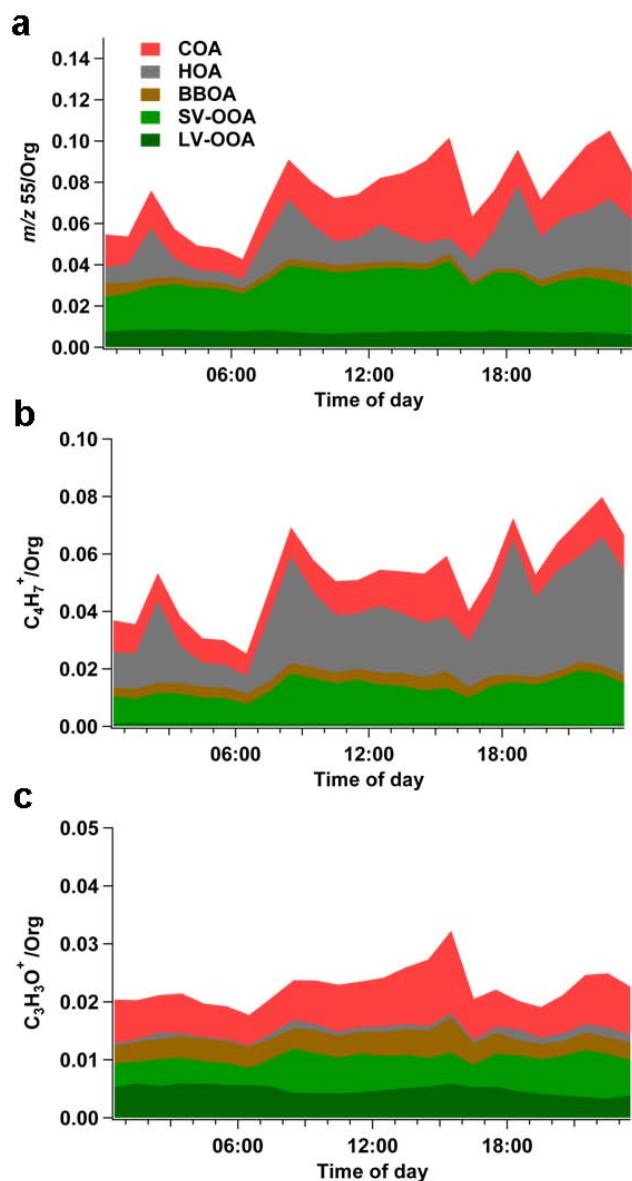 a
COA
HOA
BBOA
SV-OOA
LV-OOA
m/z 55/Org
0.14
0.12
0.10
0.08
0.06
0.04
0.02
0.00
06:00 12:00 18:00
Time of day
b
C₄H₇⁺/Org
0.10
0.08
0.06
0.04
0.02
0.00
06:00 12:00 18:00
Time of day
c
C₃H₃O⁺ /Org
0.05
0.04
0.03
0.02
0.01
0.00
06:00 12:00 18:00
Time of day